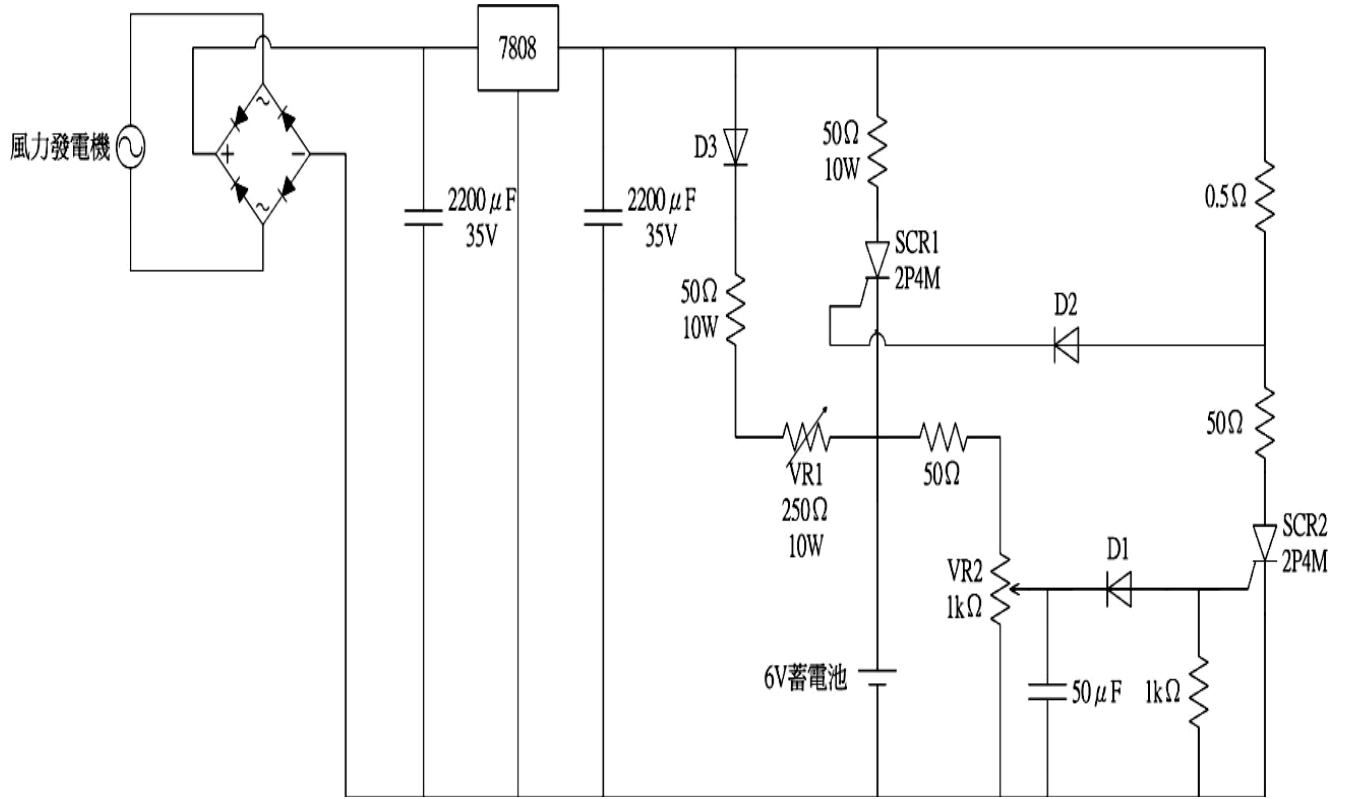 7808
風力發電機
~
+
−
~
2200μF
35V
2200μF
35V
D3
50Ω
10W
50Ω
10W
SCR1
2P4M
0.5Ω
D2
50Ω
VR1
250Ω
10W
50Ω
SCR2
2P4M
D1
VR2
1kΩ
6V蓄電池
50μF
1kΩ